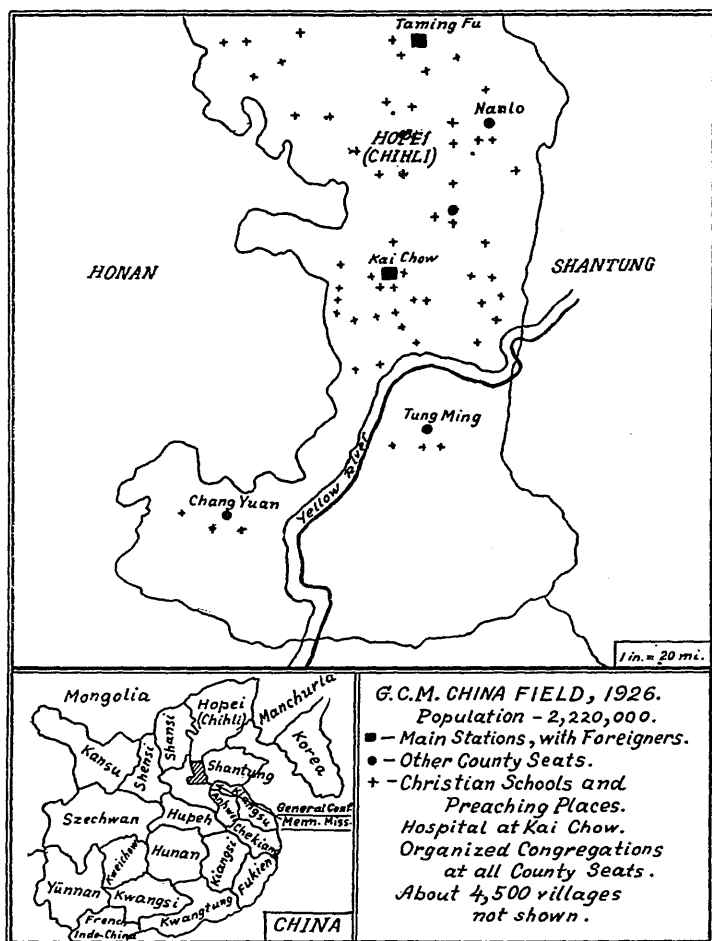 Taming Fu
Nanlo
HOPEI
(CHIHLI)
Kai Chow
HONAN
SHANTUNG
Tung Ming
Yellow River
Chang Yuan
1 in. = 20 mi.
Mongolia
Hopei
(Chihli)
Manchuria
Korea
Shansi
Shensi
Kansu
Shantung
Kiangsu
Anhwei
General Conf.
Menn. Miss.
Szechwan
Hupeh
Chekiang
Hunan
Kweichow
Kiangsi
Fukien
Yünnan
Kwangsi
Kwangtung
French
Indo-China
CHINA
G.C.M. CHINA FIELD, 1926.
Population - 2,220,000.
- Main Stations, with Foreigners.
- Other County Seats.
+ - Christian Schools and
Preaching Places.
Hospital at Kai Chow.
Organized Congregations
at all County Seats.
About 4,500 villages
not shown.